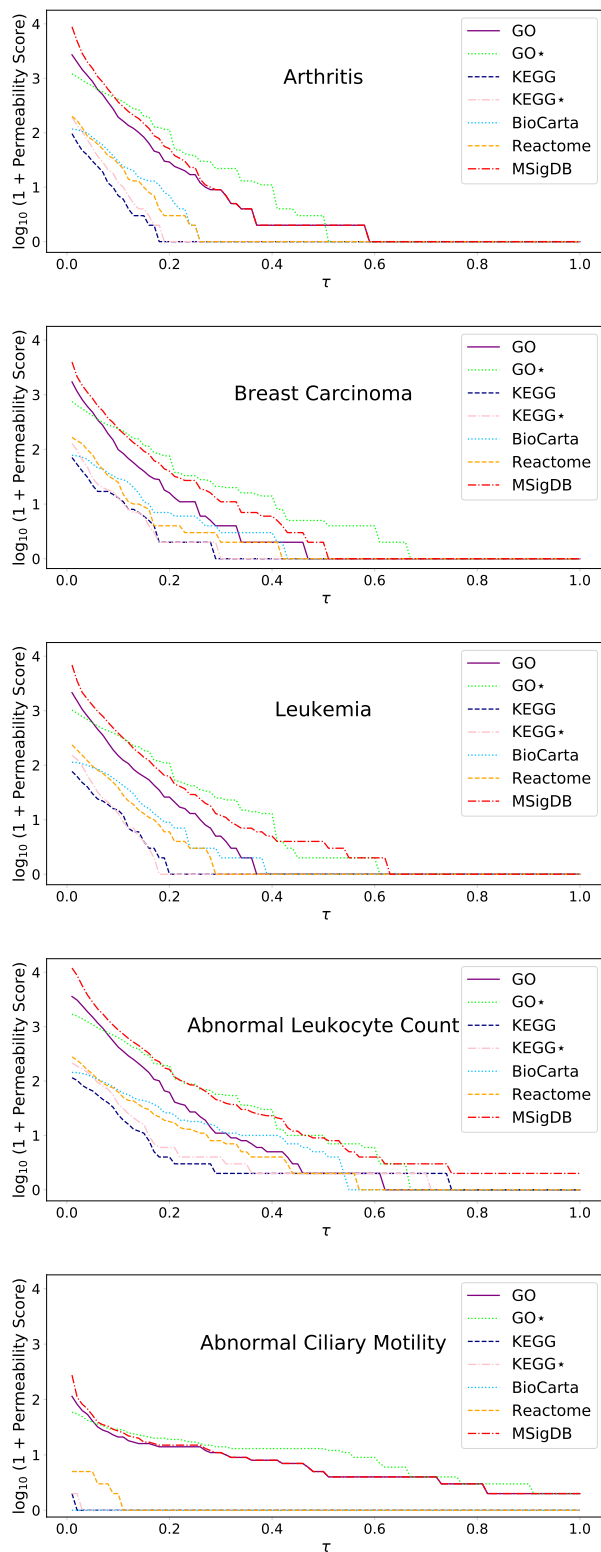 log₁₀ (1 + Permeability Score)
4
3
2
1
0
Arthritis
GO
GO⋆
KEGG
KEGG⋆
BioCarta
Reactome
MSigDB
0.0 0.2 0.4 0.6 0.8 1.0
τ
log₁₀ (1 + Permeability Score)
4
3
2
1
0
Breast Carcinoma
GO
GO⋆
KEGG
KEGG⋆
BioCarta
Reactome
MSigDB
0.0 0.2 0.4 0.6 0.8 1.0
τ
log₁₀ (1 + Permeability Score)
4
3
2
1
0
Leukemia
GO
GO⋆
KEGG
KEGG⋆
BioCarta
Reactome
MSigDB
0.0 0.2 0.4 0.6 0.8 1.0
τ
log₁₀ (1 + Permeability Score)
4
3
2
1
0
Abnormal Leukocyte Count
GO
GO⋆
KEGG
KEGG⋆
BioCarta
Reactome
MSigDB
0.0 0.2 0.4 0.6 0.8 1.0
τ
log₁₀ (1 + Permeability Score)
4
3
2
1
0
Abnormal Ciliary Motility
GO
GO⋆
KEGG
KEGG⋆
BioCarta
Reactome
MSigDB
0.0 0.2 0.4 0.6 0.8 1.0
τ